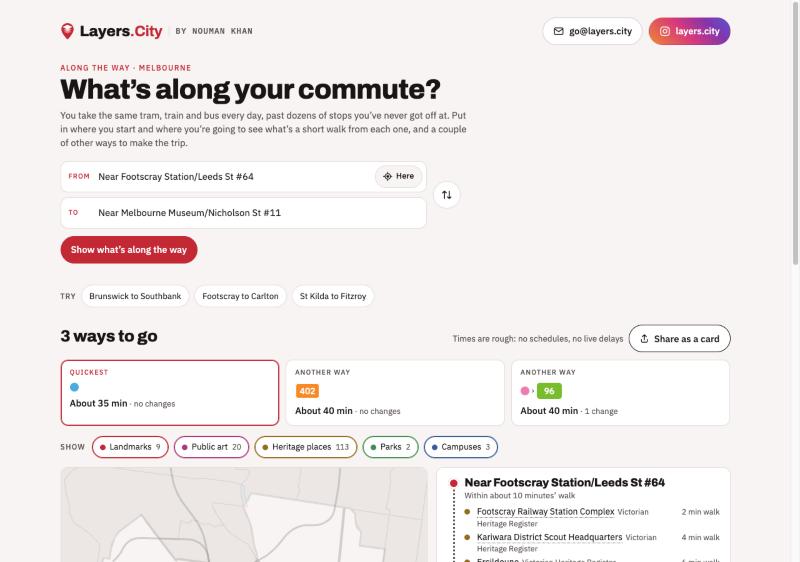 Layers.City BY NOUMAN KHAN
go@layers.city
layers.city
ALONG THE WAY · MELBOURNE
What's along your commute?
You take the same tram, train and bus every day, past dozens of stops you've never got off at. Put
in where you start and where you're going to see what's a short walk from each one, and a couple
of other ways to make the trip.
FROM Near Footscray Station/Leeds St #64 Here
TO Near Melbourne Museum/Nicholson St #11
Show what's along the way
TRY Brunswick to Southbank Footscray to Carlton St Kilda to Fitzroy
3 ways to go
Times are rough: no schedules, no live delays
Share as a card
QUICKEST
About 35 min · no changes
ANOTHER WAY
402
About 40 min · no changes
ANOTHER WAY
› 96
About 40 min · 1 change
SHOW Landmarks 9 Public art 20 Heritage places 113 Parks 2 Campuses 3
Near Footscray Station/Leeds St #64
Within about 10 minutes' walk
Footscray Railway Station Complex Victorian 2 min walk
Heritage Register
Kariwara District Scout Headquarters Victorian 4 min walk
Heritage Register